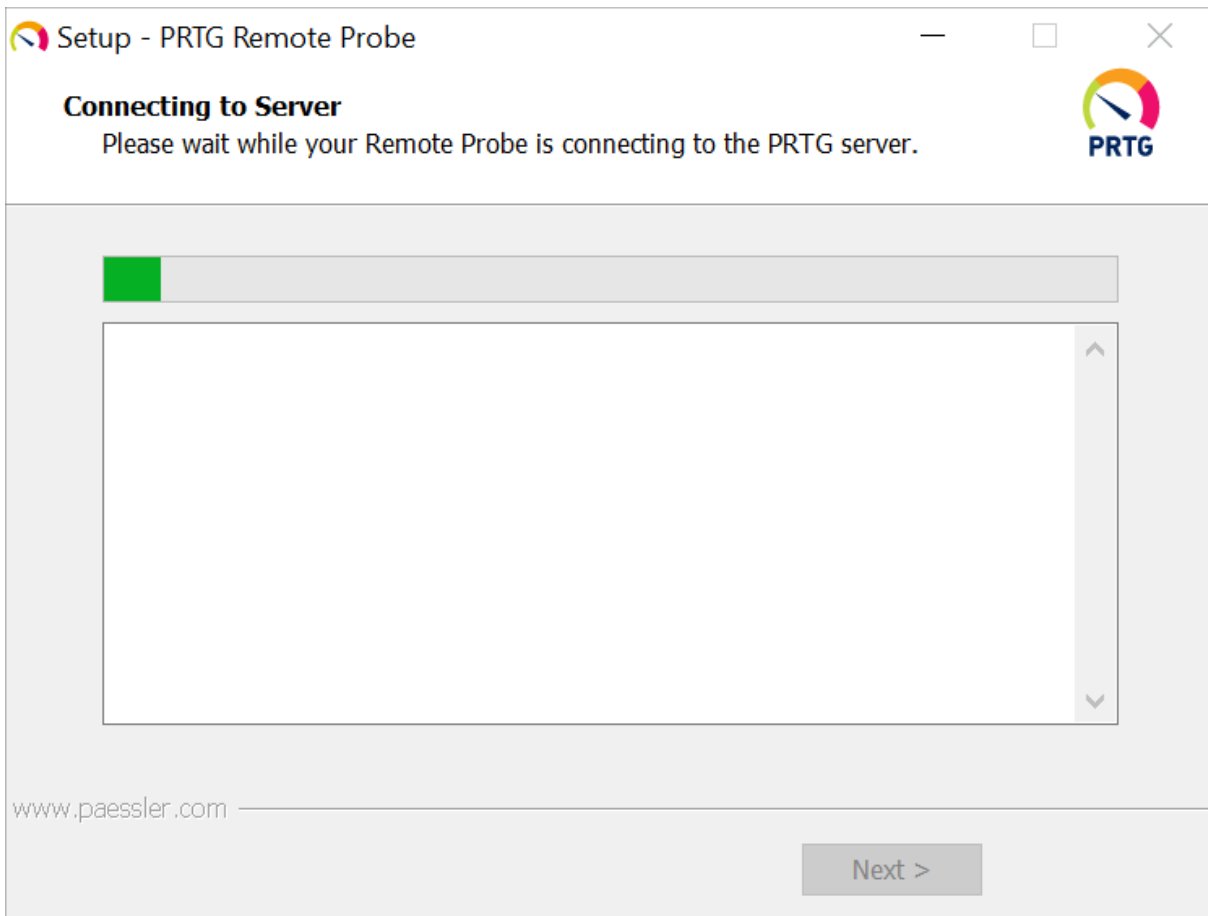 Setup - PRTG Remote Probe
Connecting to Server
Please wait while your Remote Probe is connecting to the PRTG server.
PRTG
www.paessler.com
Next >